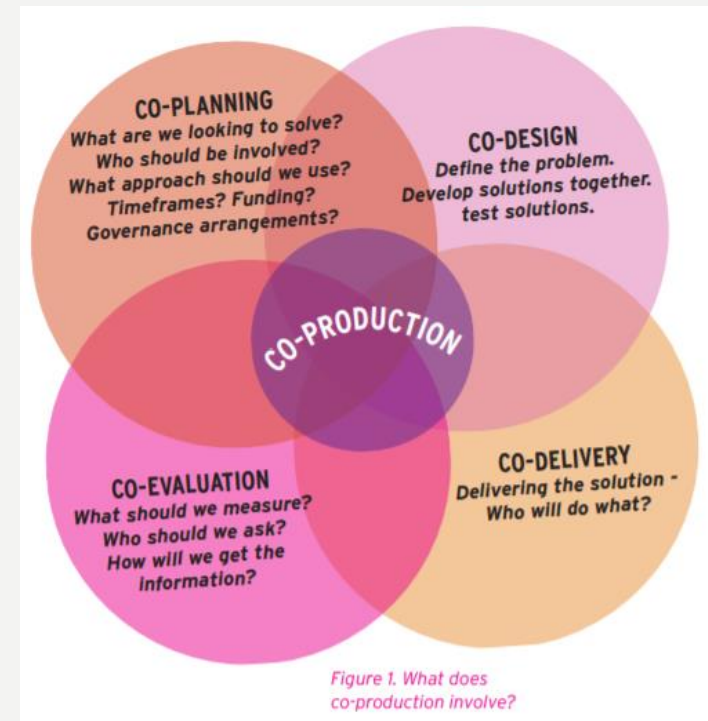 CO-PLANNING
What are we looking to solve?
Who should be involved?
What approach should we use?
Timeframes? Funding?
Governance arrangements?
CO-DESIGN
Define the problem.
Develop solutions together.
test solutions.
CO-PRODUCTION
CO-EVALUATION
What should we measure?
Who should we ask?
How will we get the
information?
CO-DELIVERY
Delivering the solution -
Who will do what?
Figure 1. What does
co-production involve?